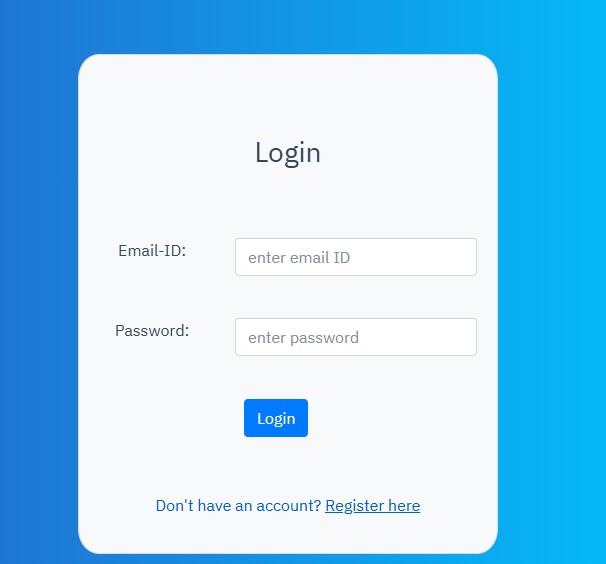 Login
Email-ID: enter email ID
Password: enter password
Login
Don't have an account? Register here